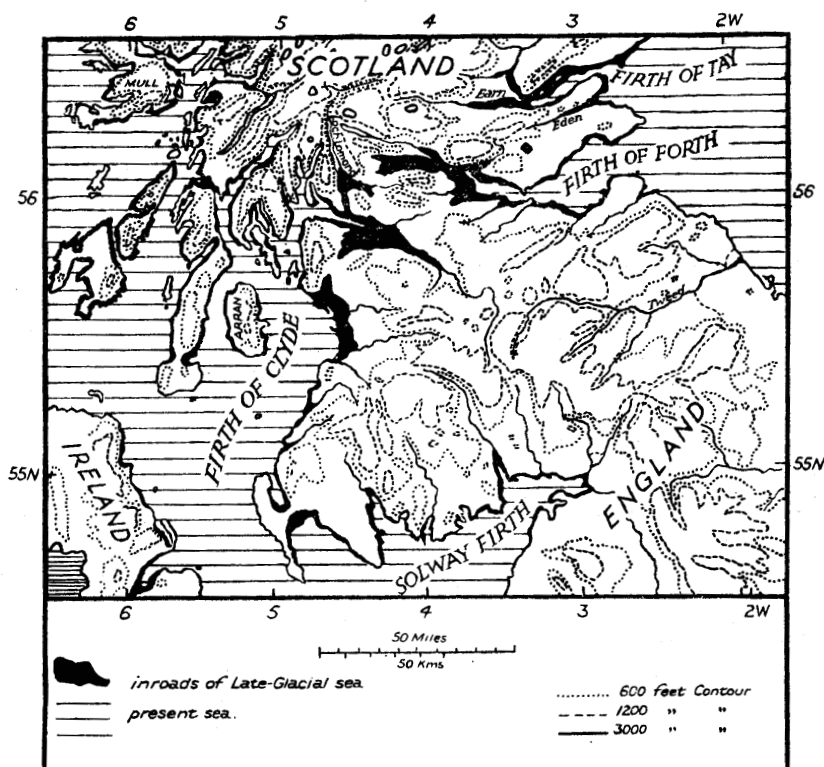 6 5 4 3 2W
SCOTLAND
MULL
FIRTH OF TAY
Earn
Eden
FIRTH OF FORTH
56 56
Tweed
ARRAN
FIRTH OF CLYDE
IRELAND
ENGLAND
55N 55N
SOLWAY FIRTH
6 5 4 3 2W
50 Miles
50 Kms
inroads of Late-Glacial sea
present sea.
600 feet Contour
1200 " "
3000 " "